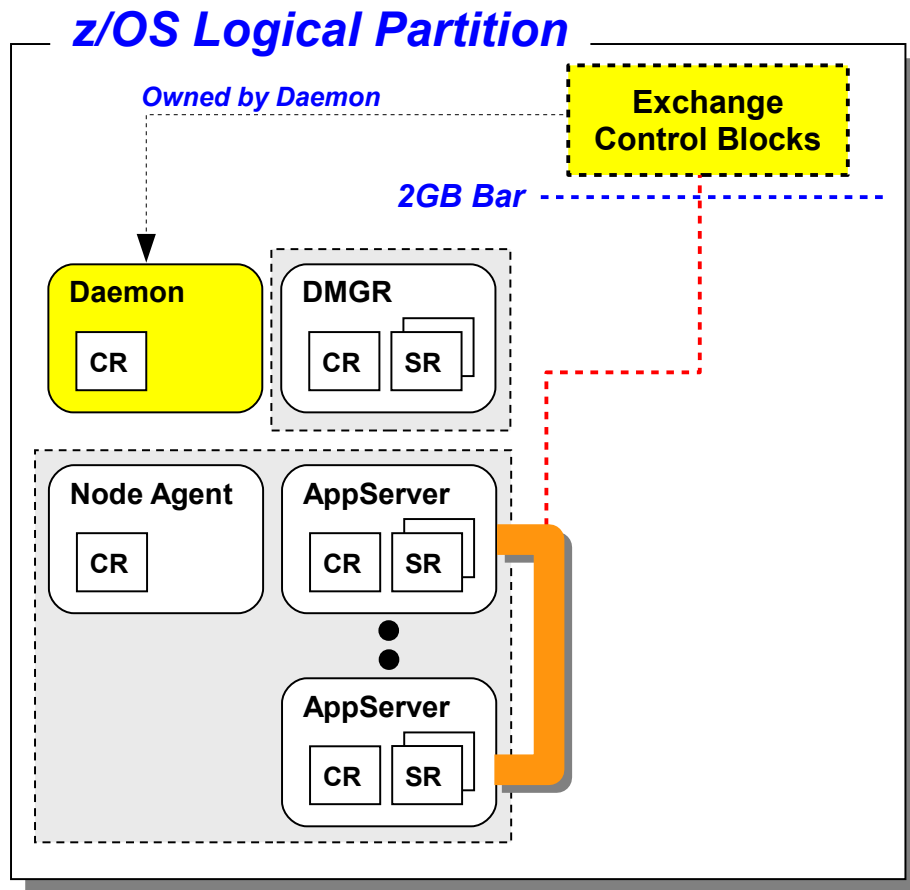 z/OS Logical Partition
Owned by Daemon
Exchange
Control Blocks
2GB Bar
Daemon
CR
DMGR
CR
SR
Node Agent
CR
AppServer
CR
SR
AppServer
CR
SR